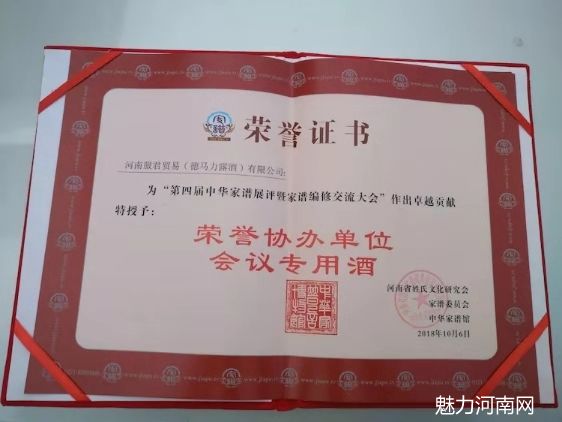 荣誉证书
河南傲君贸易（德马力露酒）有限公司：
为“第四届中华家谱展评暨家谱编修交流大会”作出卓越贡献
特授予：
荣誉协办单位
会议专用酒
河南省姓氏文化研究会
家谱委员会
中华家谱馆
2018年10月6日
魅力河南网